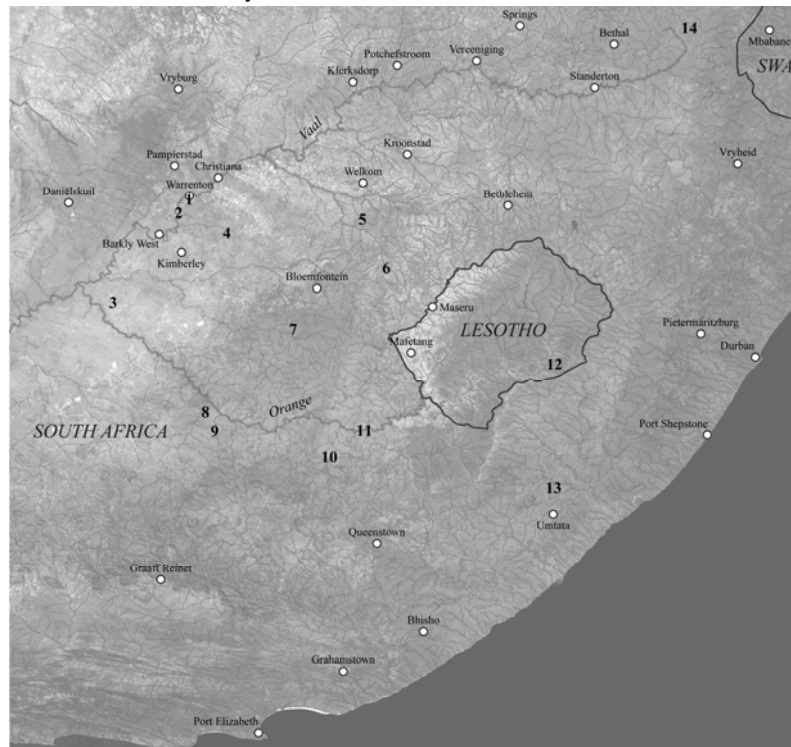 Springs
14
Bethal
Mbabane
Vereeniging
Potchefstroom
SWA
Klerksdorp
Standerton
Vryburg
Vaal
Kroonstad
Pampierstad
Vryheid
Christiana
Welkom
Warrenton
1
Daniëlskuil
Bethlehem
2
5
4
Barkly West
Kimberley
6
Bloemfontein
3
Maseru
7
LESOTHO
Pietermaritzburg
Mafetang
Durban
12
Orange
8
SOUTH AFRICA
9
11
Port Shepstone
10
13
Umtata
Queenstown
Graaff Reinet
Bhisho
Grahamstown
Port Elizabeth